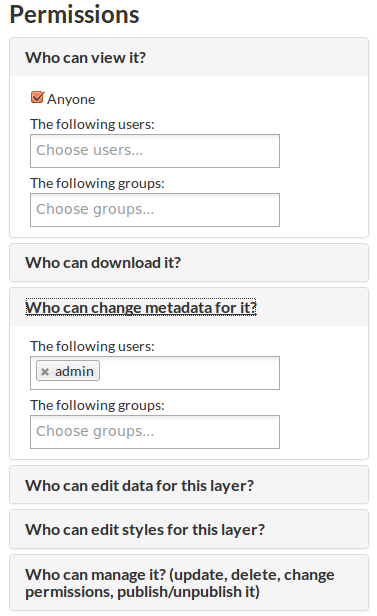 Permissions
Who can view it?
Anyone
The following users:
Choose users...
The following groups:
Choose groups...
Who can download it?
Who can change metadata for it?
The following users:
admin
The following groups:
Choose groups...
Who can edit data for this layer?
Who can edit styles for this layer?
Who can manage it? (update, delete, change
permissions, publish/unpublish it)